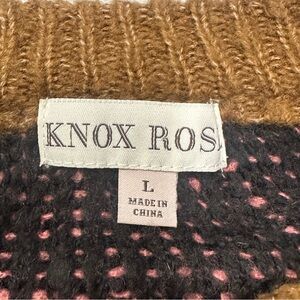 KNOX ROS
L
MADE IN
CHINA